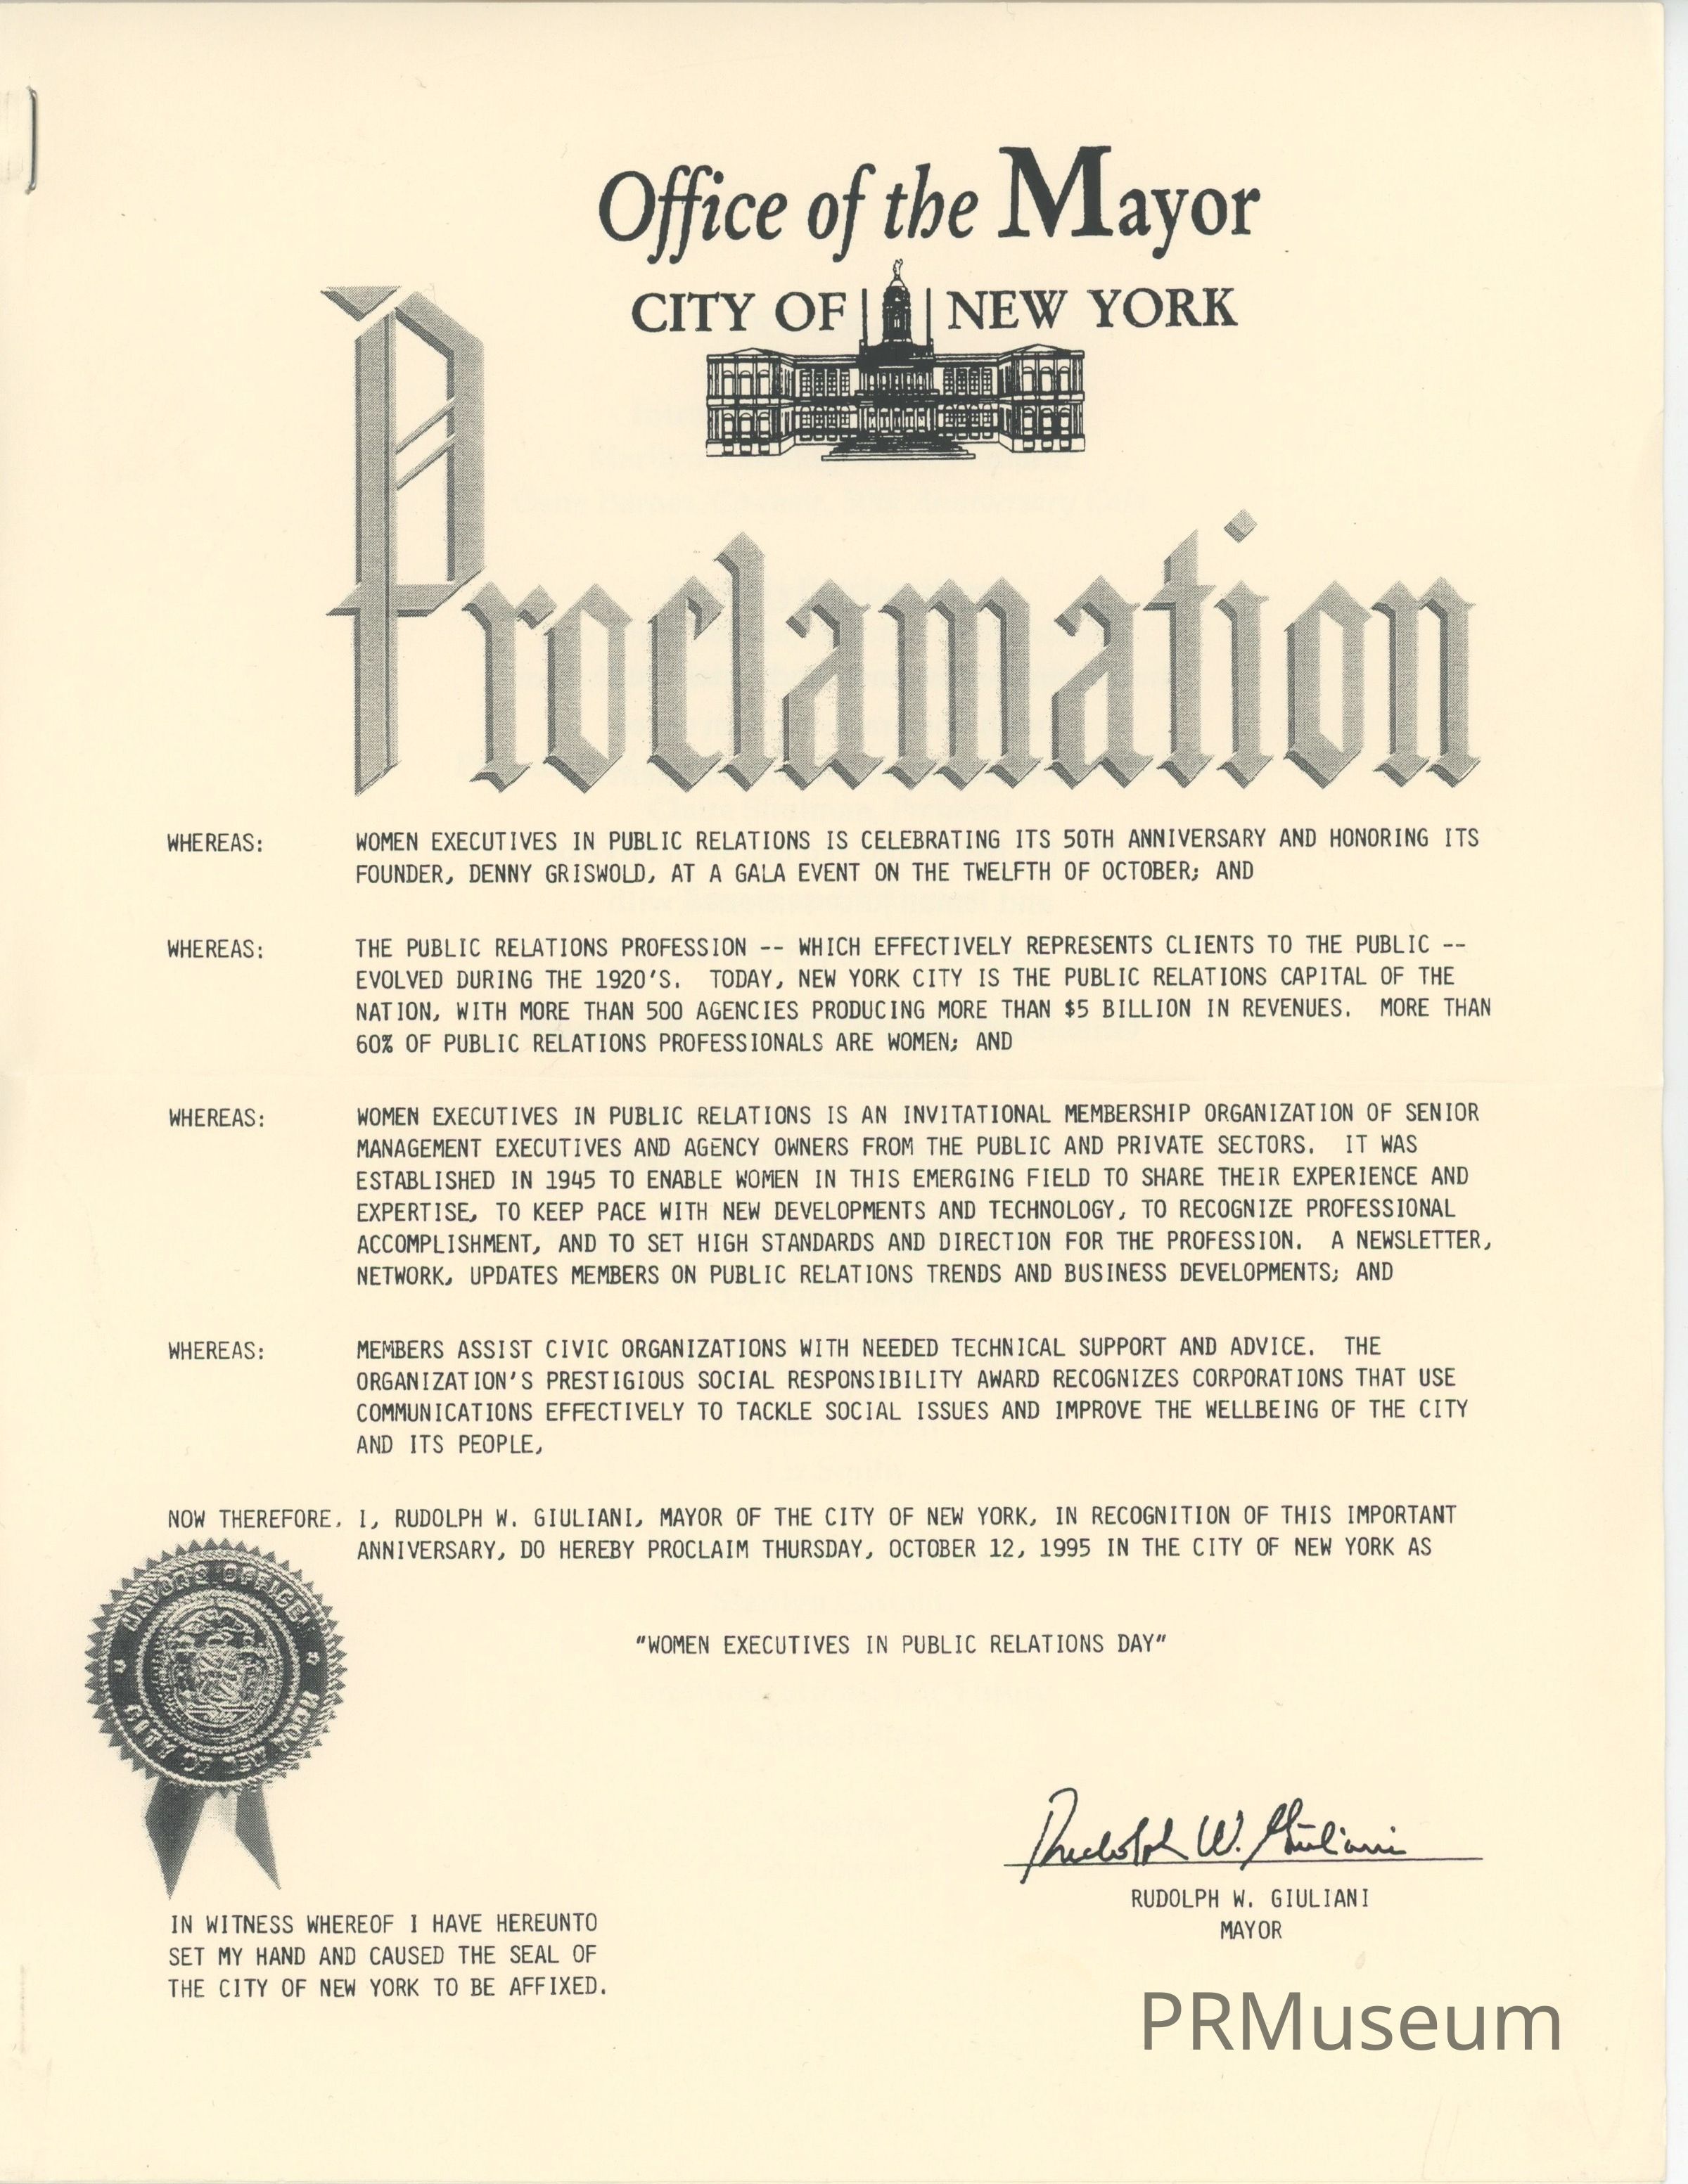 Office of the Mayor
CITY OF NEW YORK
Proclamation
WHEREAS: WOMEN EXECUTIVES IN PUBLIC RELATIONS IS CELEBRATING ITS 50TH ANNIVERSARY AND HONORING ITS
FOUNDER, DENNY GRISWOLD, AT A GALA EVENT ON THE TWELFTH OF OCTOBER; AND
WHEREAS: THE PUBLIC RELATIONS PROFESSION -- WHICH EFFECTIVELY REPRESENTS CLIENTS TO THE PUBLIC --
EVOLVED DURING THE 1920'S. TODAY, NEW YORK CITY IS THE PUBLIC RELATIONS CAPITAL OF THE
NATION, WITH MORE THAN 500 AGENCIES PRODUCING MORE THAN $5 BILLION IN REVENUES. MORE THAN
60% OF PUBLIC RELATIONS PROFESSIONALS ARE WOMEN; AND
WHEREAS: WOMEN EXECUTIVES IN PUBLIC RELATIONS IS AN INVITATIONAL MEMBERSHIP ORGANIZATION OF SENIOR
MANAGEMENT EXECUTIVES AND AGENCY OWNERS FROM THE PUBLIC AND PRIVATE SECTORS. IT WAS
ESTABLISHED IN 1945 TO ENABLE WOMEN IN THIS EMERGING FIELD TO SHARE THEIR EXPERIENCE AND
EXPERTISE, TO KEEP PACE WITH NEW DEVELOPMENTS AND TECHNOLOGY, TO RECOGNIZE PROFESSIONAL
ACCOMPLISHMENT, AND TO SET HIGH STANDARDS AND DIRECTION FOR THE PROFESSION. A NEWSLETTER,
NETWORK, UPDATES MEMBERS ON PUBLIC RELATIONS TRENDS AND BUSINESS DEVELOPMENTS; AND
WHEREAS: MEMBERS ASSIST CIVIC ORGANIZATIONS WITH NEEDED TECHNICAL SUPPORT AND ADVICE. THE
ORGANIZATION'S PRESTIGIOUS SOCIAL RESPONSIBILITY AWARD RECOGNIZES CORPORATIONS THAT USE
COMMUNICATIONS EFFECTIVELY TO TACKLE SOCIAL ISSUES AND IMPROVE THE WELLBEING OF THE CITY
AND ITS PEOPLE,
NOW THEREFORE, I, RUDOLPH W. GIULIANI, MAYOR OF THE CITY OF NEW YORK, IN RECOGNITION OF THIS IMPORTANT
ANNIVERSARY, DO HEREBY PROCLAIM THURSDAY, OCTOBER 12, 1995 IN THE CITY OF NEW YORK AS
"WOMEN EXECUTIVES IN PUBLIC RELATIONS DAY"
MAYOR'S OFFICE
CITY OF NEW YORK
Rudolph W. Giuliani
RUDOLPH W. GIULIANI
MAYOR
IN WITNESS WHEREOF I HAVE HEREUNTO
SET MY HAND AND CAUSED THE SEAL OF
THE CITY OF NEW YORK TO BE AFFIXED.
PRMuseum